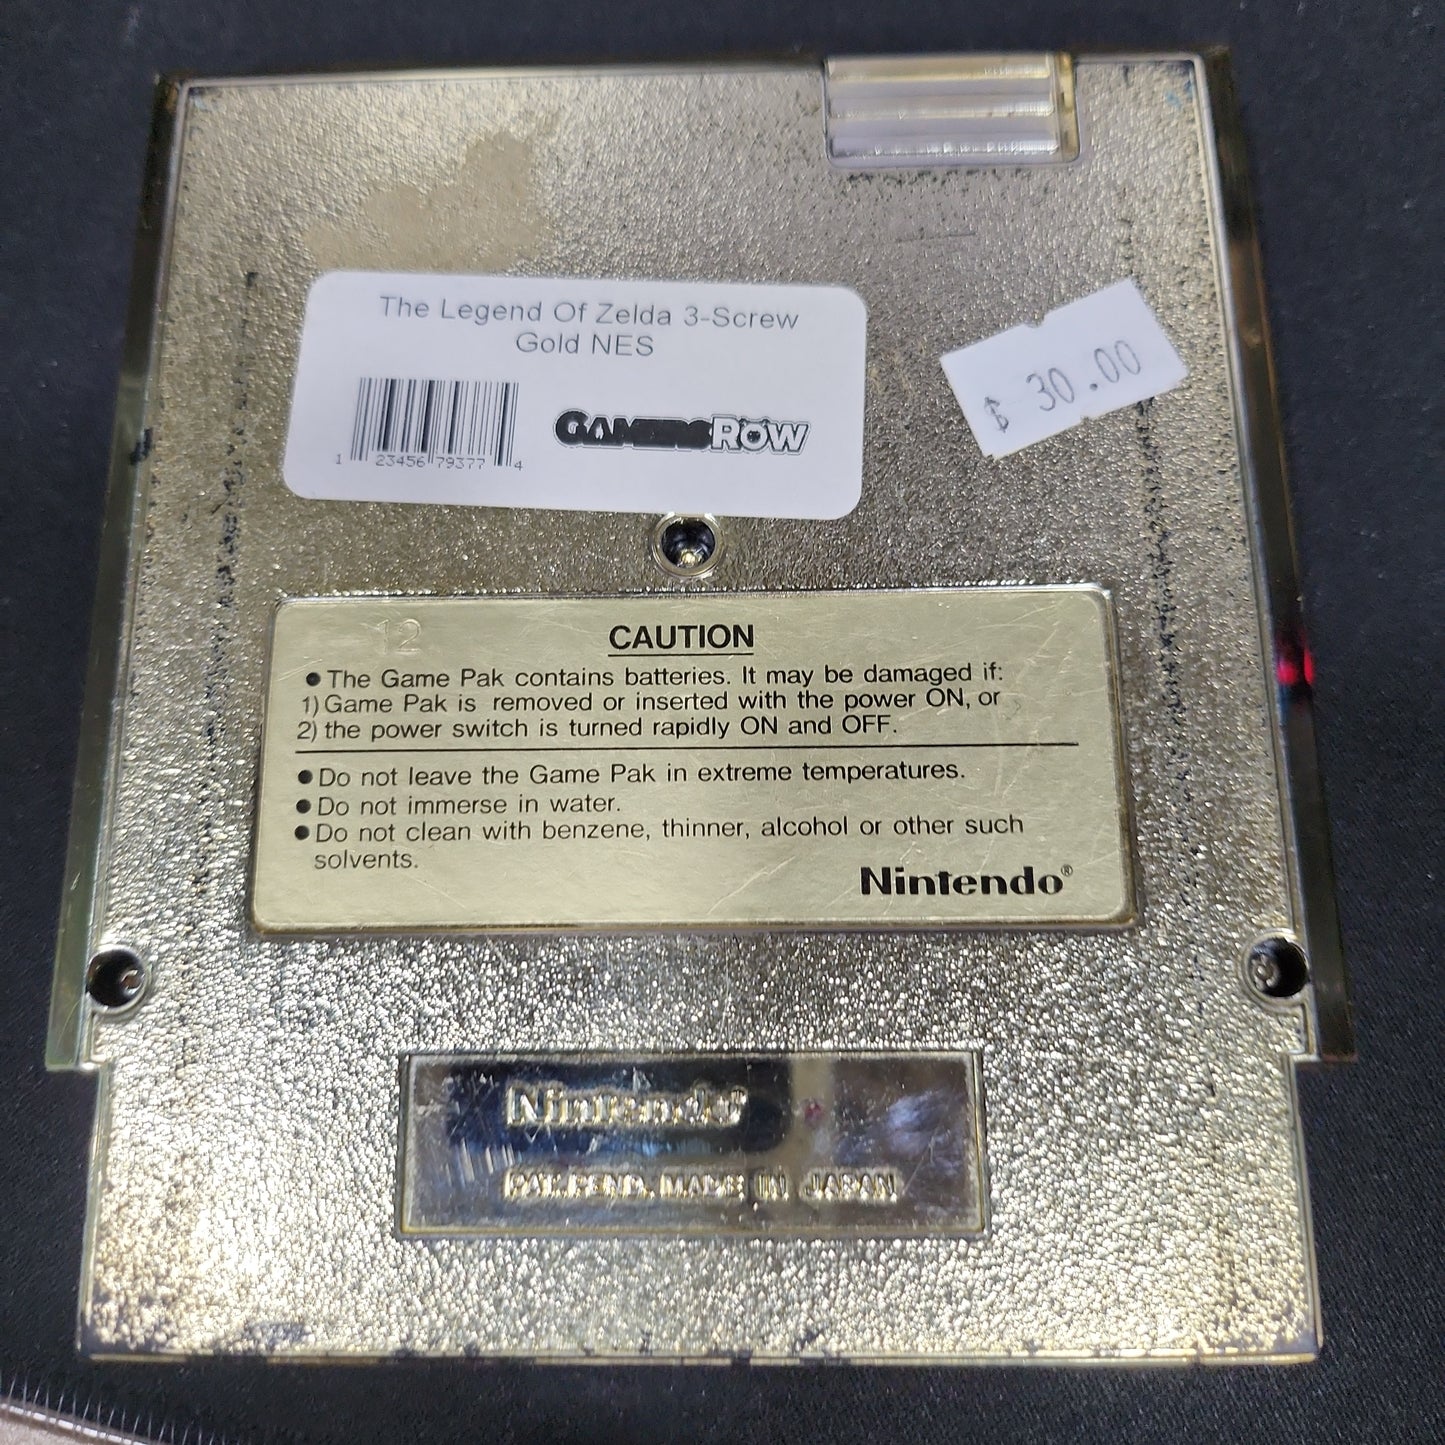 The Legend Of Zelda 3-Screw
Gold NES
1 23456 79377 4
GAMERS ROW
$ 30.00
12
CAUTION
● The Game Pak contains batteries. It may be damaged if:
1) Game Pak is removed or inserted with the power ON, or
2) the power switch is turned rapidly ON and OFF.
● Do not leave the Game Pak in extreme temperatures.
● Do not immerse in water.
● Do not clean with benzene, thinner, alcohol or other such
solvents.
Nintendo®
Nintendo®
PAT. PEND. MADE IN JAPAN